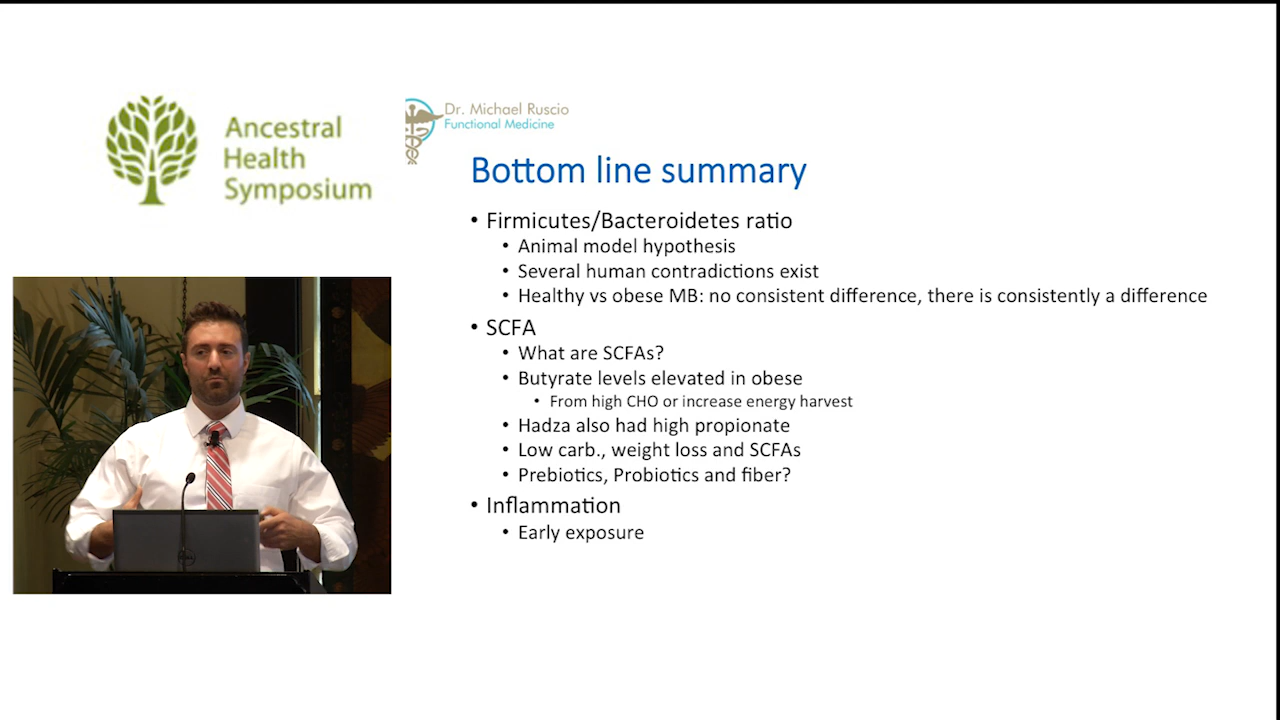 Ancestral
Health
Symposium
Dr. Michael Ruscio
Functional Medicine
Bottom line summary
• Firmicutes/Bacteroidetes ratio
• Animal model hypothesis
• Several human contradictions exist
• Healthy vs obese MB: no consistent difference, there is consistently a difference
• SCFA
• What are SCFAs?
• Butyrate levels elevated in obese
• From high CHO or increase energy harvest
• Hadza also had high propionate
• Low carb., weight loss and SCFAs
• Prebiotics, Probiotics and fiber?
• Inflammation
• Early exposure